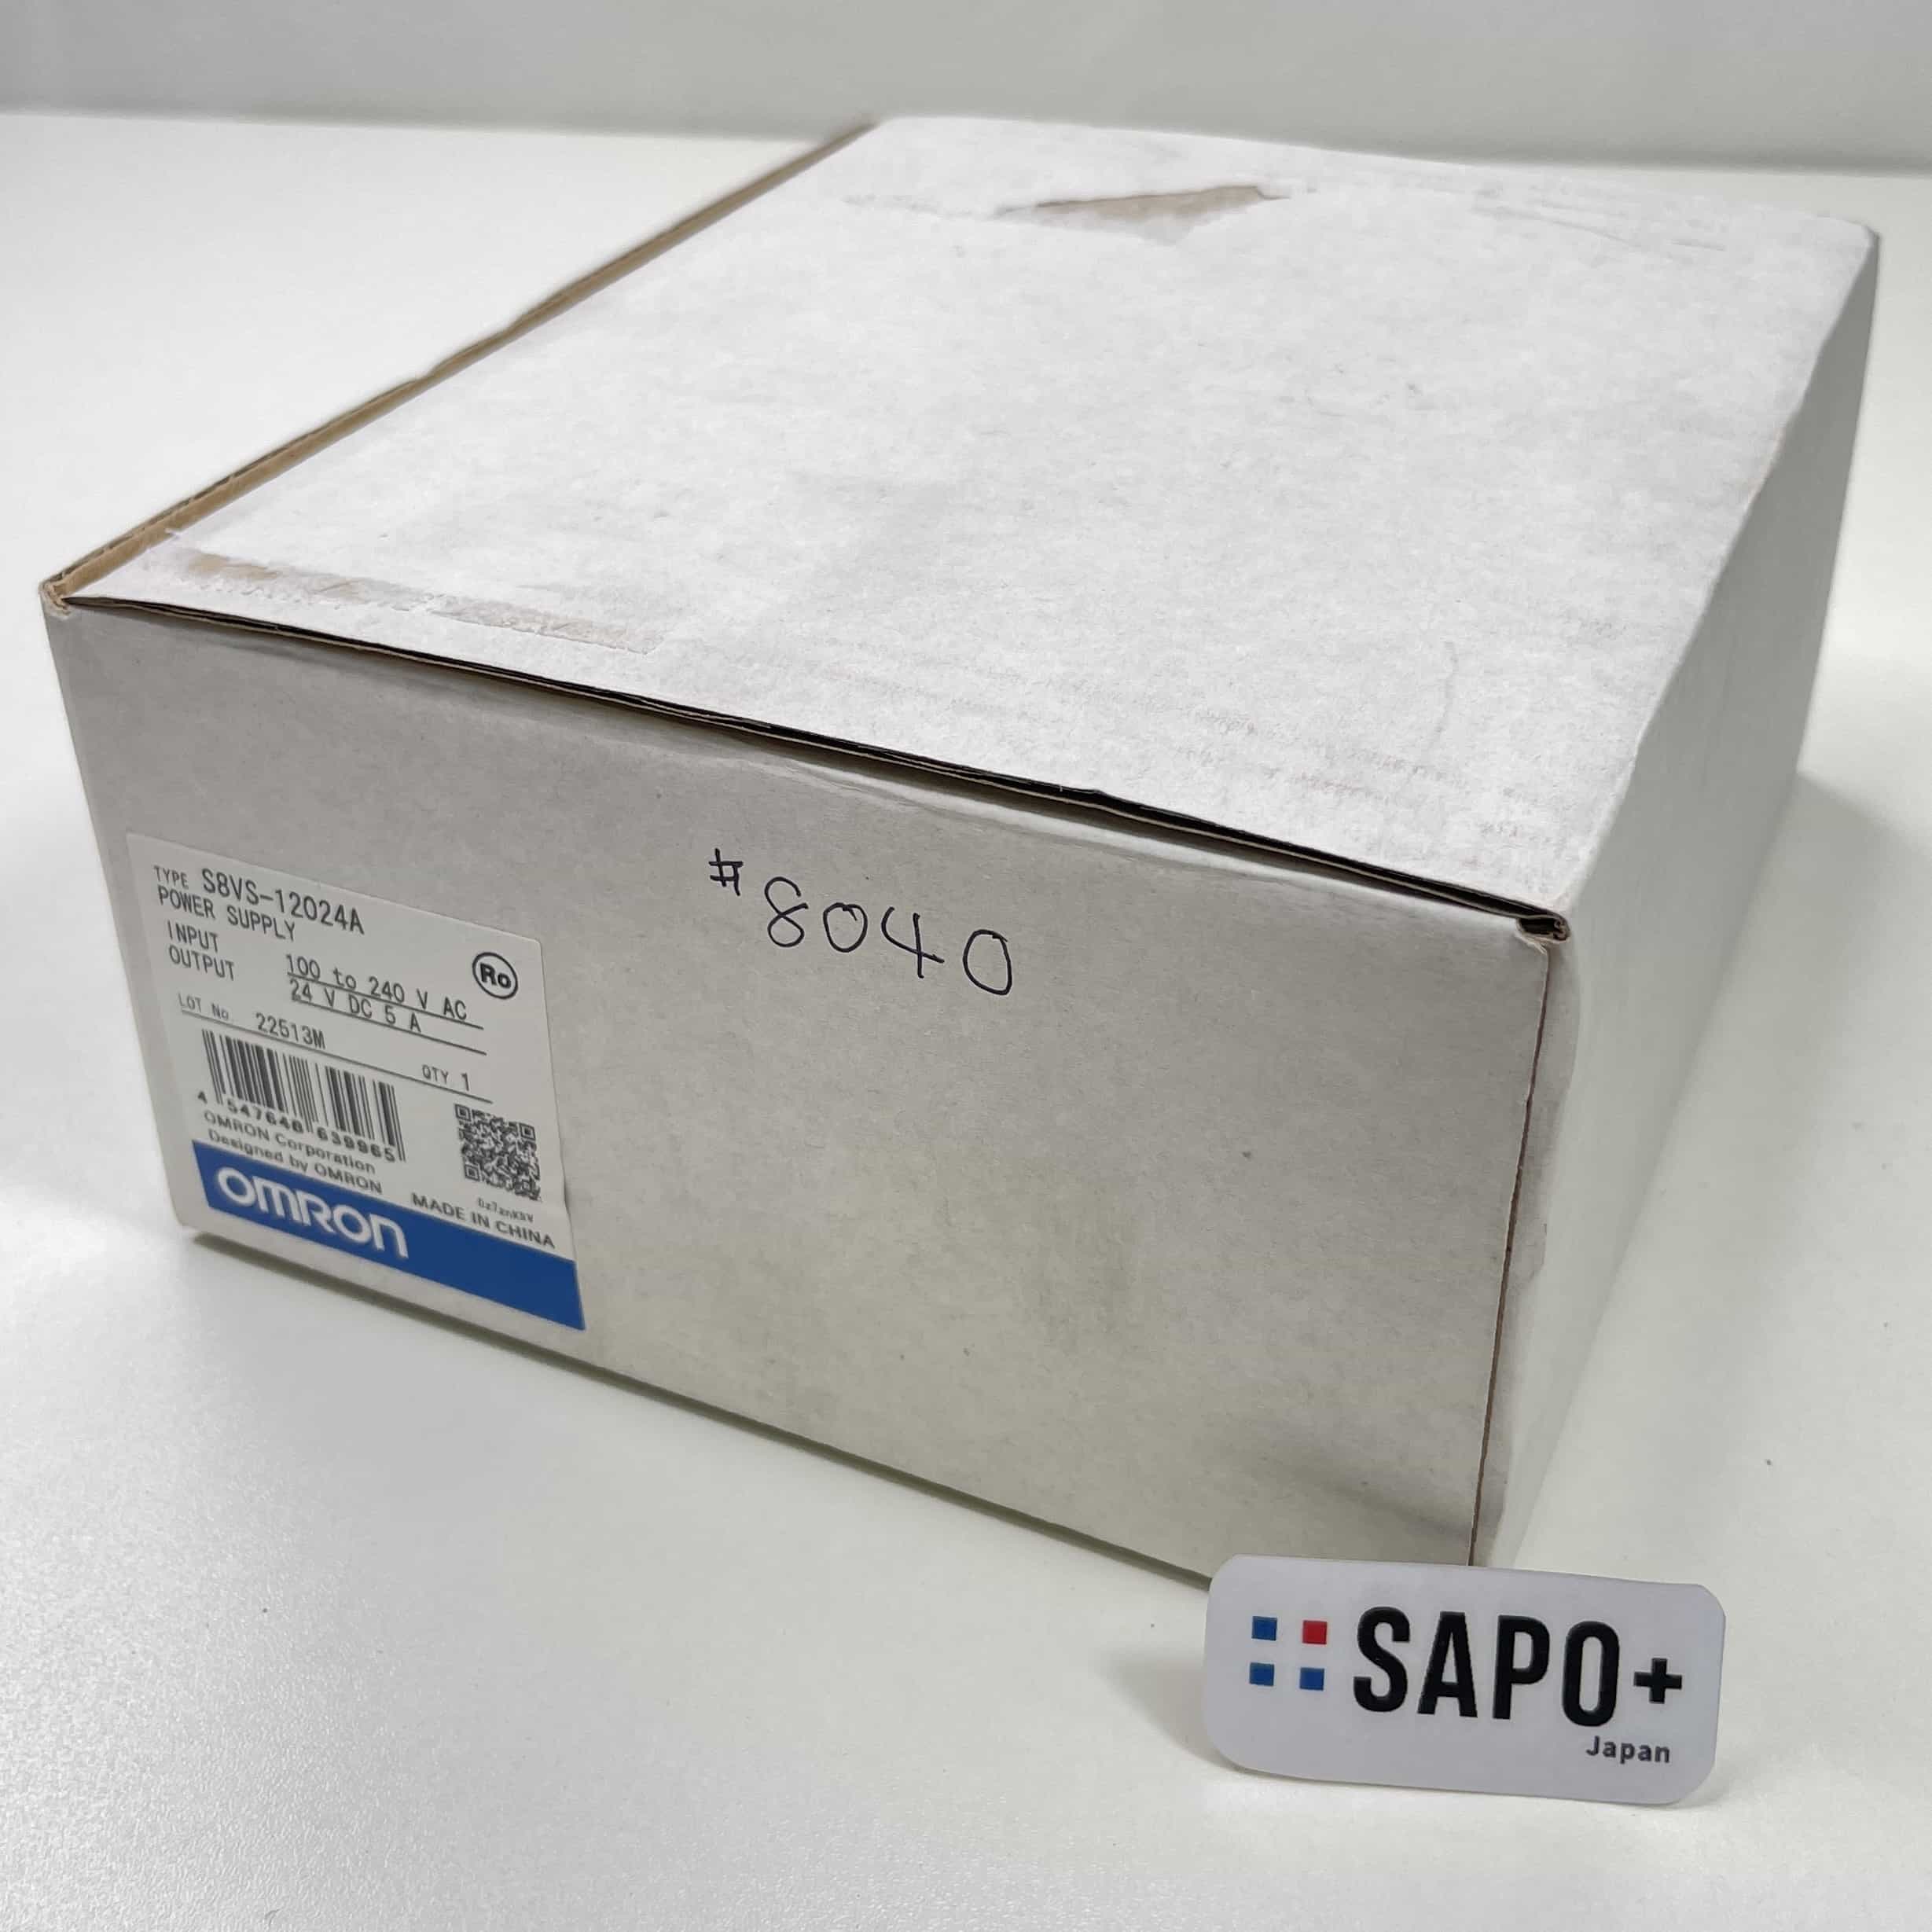 TYPE S8VS-12024A
POWER SUPPLY
INPUT 100 to 240 V AC
OUTPUT 24 V DC 5 A
Ro
LOT No. 22513M
QTY 1
4 547648 639965
OMRON Corporation
Designed by OMRON
MADE IN CHINA
OMRON
#8040
SAPO+
Japan